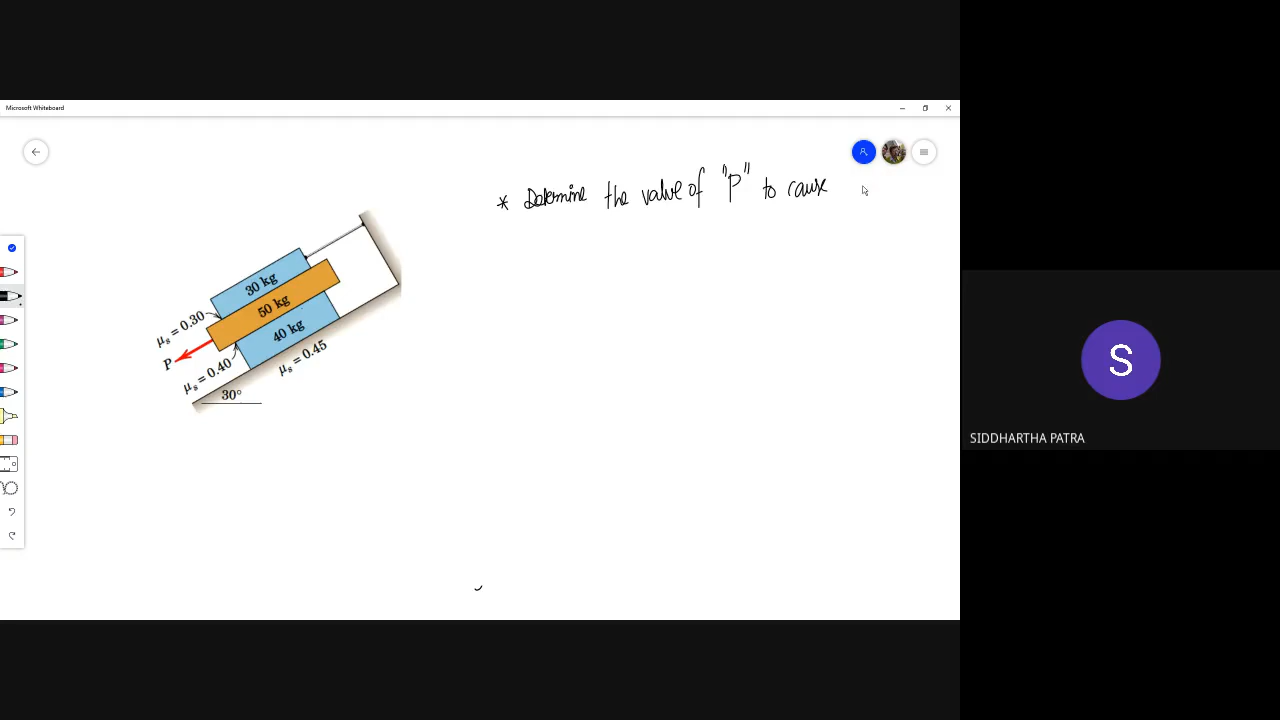 Microsoft Whiteboard
* Determine the value of "P" to cause
30 kg
50 kg
40 kg
μs = 0.30
P
μs = 0.40
μs = 0.45
30°
S
SIDDHARTHA PATRA